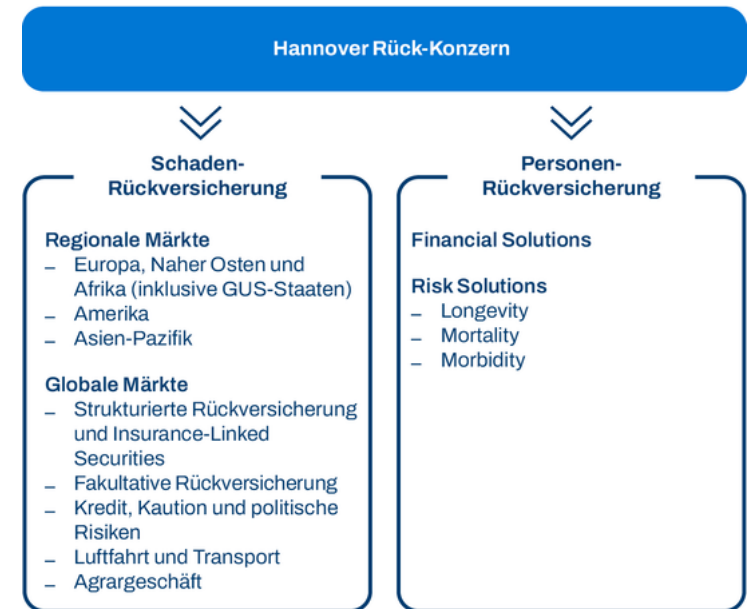 Hannover Rück-Konzern
Schaden-
Rückversicherung
Regionale Märkte
– Europa, Naher Osten und
Afrika (inklusive GUS-Staaten)
– Amerika
– Asien-Pazifik
Globale Märkte
– Strukturierte Rückversicherung
und Insurance-Linked
Securities
– Fakultative Rückversicherung
– Kredit, Kaution und politische
Risiken
– Luftfahrt und Transport
– Agrargeschäft
Personen-
Rückversicherung
Financial Solutions
Risk Solutions
– Longevity
– Mortality
– Morbidity